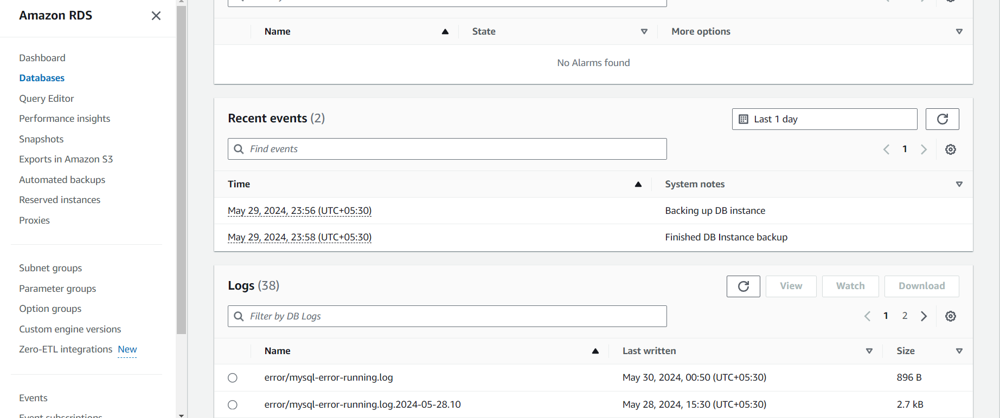 Amazon RDS
Dashboard
Databases
Query Editor
Performance insights
Snapshots
Exports in Amazon S3
Automated backups
Reserved instances
Proxies
Subnet groups
Parameter groups
Option groups
Custom engine versions
Zero-ETL integrations New
Events
Event subscriptions
Name State More options
No Alarms found
Recent events (2) Last 1 day
Find events
1
Time System notes
May 29, 2024, 23:56 (UTC+05:30) Backing up DB instance
May 29, 2024, 23:58 (UTC+05:30) Finished DB Instance backup
Logs (38) View Watch Download
Filter by DB Logs
1 2
Name Last written Size
error/mysql-error-running.log May 30, 2024, 00:50 (UTC+05:30) 896 B
error/mysql-error-running.log.2024-05-28.10 May 28, 2024, 15:30 (UTC+05:30) 2.7 kB